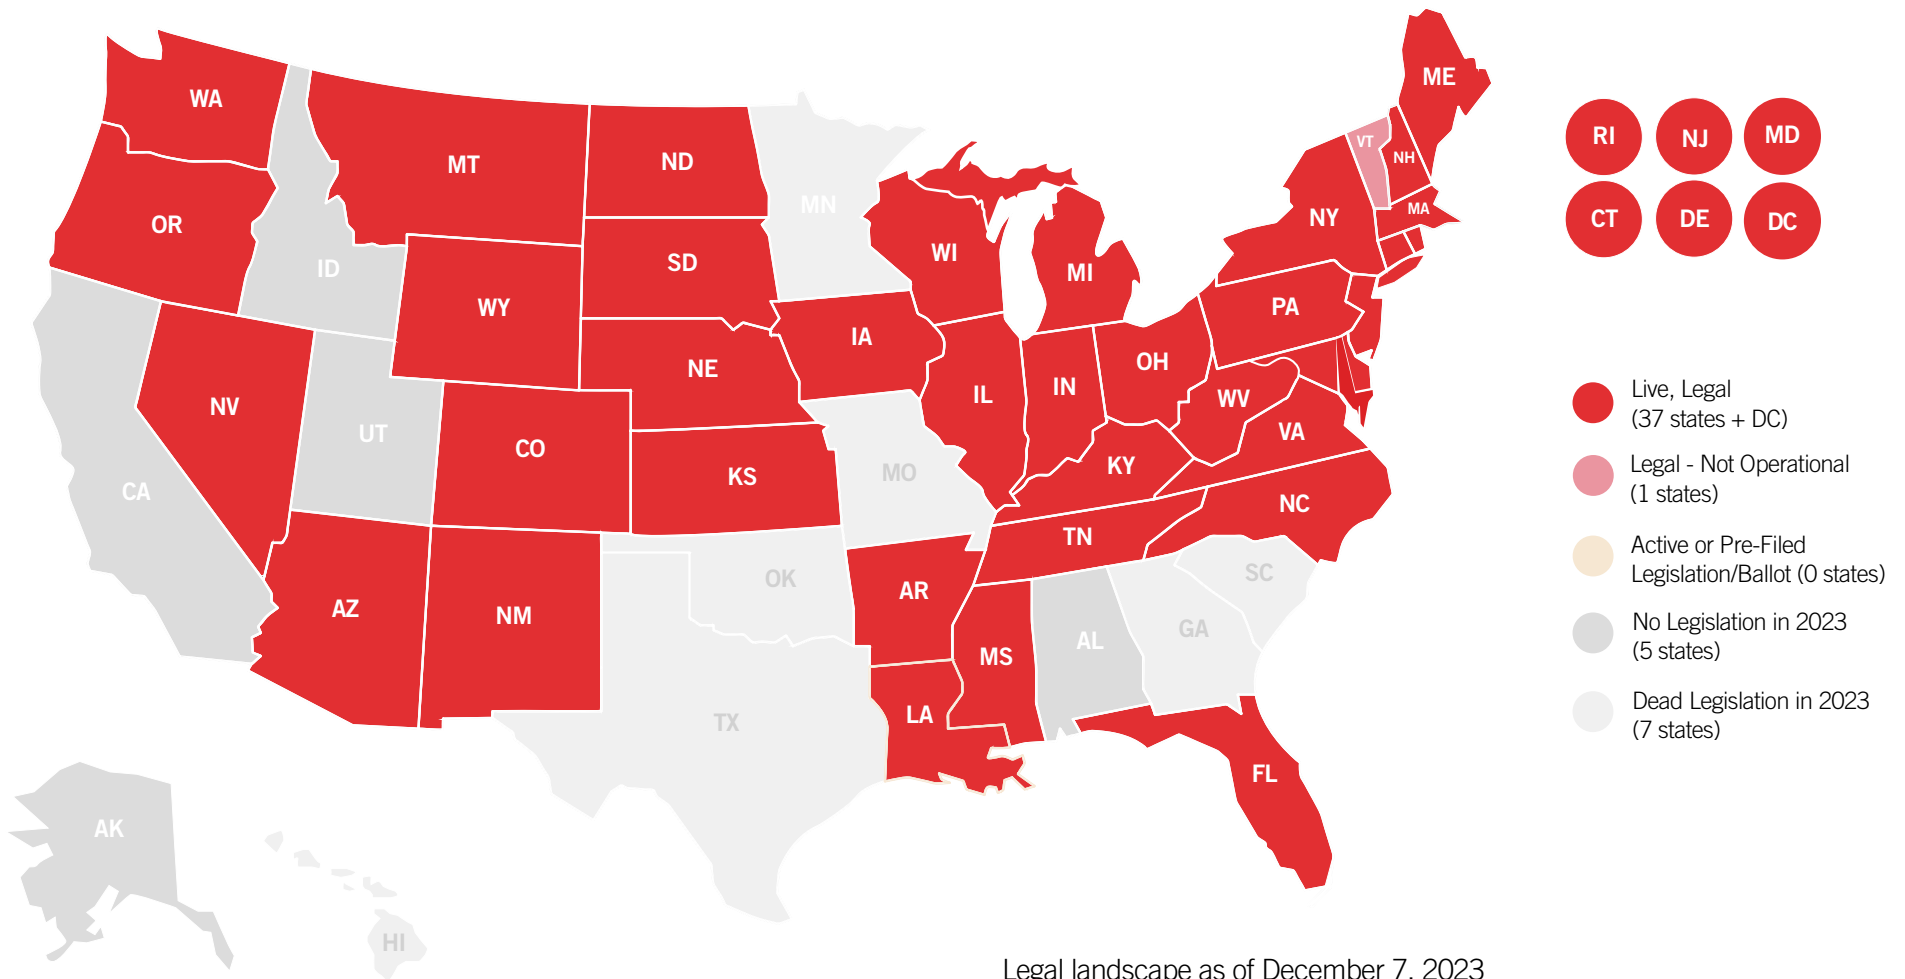 ME
WA
RI
NJ
MD
VT
NH
MT
ND
MN
MA
OR
NY
CT
DE
DC
WI
ID
SD
MI
WY
PA
IA
NE
OH
IN
IL
WV
NV
UT
CO
VA
Live, Legal
(37 states + DC)
KY
MO
KS
CA
NC
Legal - Not Operational
(1 states)
TN
Active or Pre-Filed
Legislation/Ballot (0 states)
OK
SC
AR
AZ
NM
GA
AL
MS
No Legislation in 2023
(5 states)
LA
TX
Dead Legislation in 2023
(7 states)
FL
AK
HI
Legal landscape as of December 7, 2023